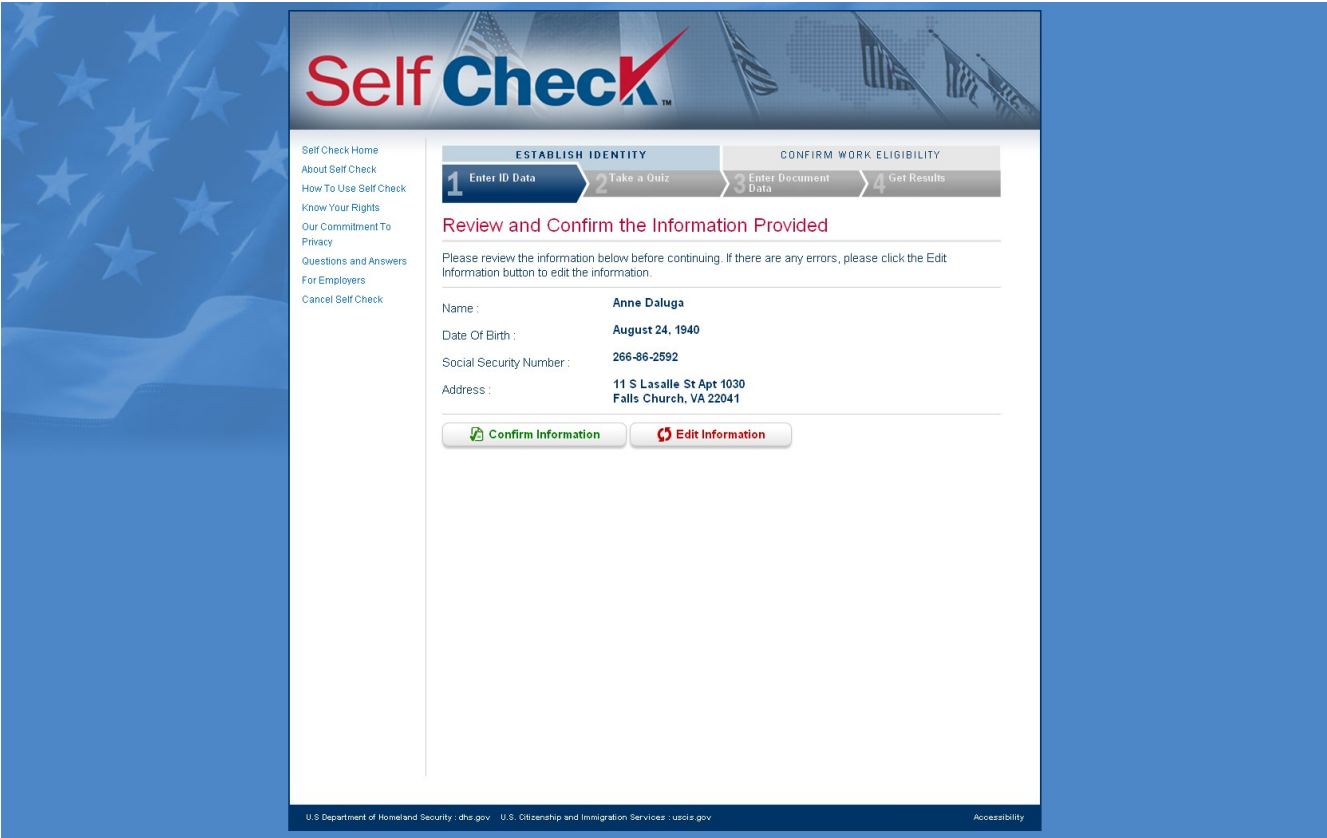 Self Check™
Self Check Home
About Self Check
How To Use Self Check
Know Your Rights
Our Commitment To
Privacy
Questions and Answers
For Employers
Cancel Self Check
ESTABLISH IDENTITY
CONFIRM WORK ELIGIBILITY
1 Enter ID Data
2 Take a Quiz
3 Enter Document
Data
4 Get Results
Review and Confirm the Information Provided
Please review the information below before continuing. If there are any errors, please click the Edit
Information button to edit the information.
Name : Anne Daluga
Date Of Birth : August 24, 1940
Social Security Number : 266-86-2592
Address : 11 S Lasalle St Apt 1030
Falls Church, VA 22041
Confirm Information
Edit Information
U.S Department of Homeland Security : dhs.gov U.S. Citizenship and Immigration Services : uscis.gov
Accessibility